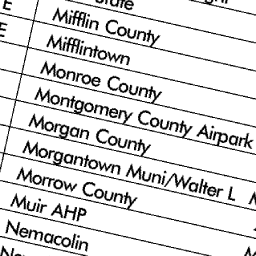 Mifflin County
Mifflintown
Monroe County
Montgomery County Airpark
Morgan County
Morgantown Muni/Walter L
Morrow County
Muir AHP
Nemacolin